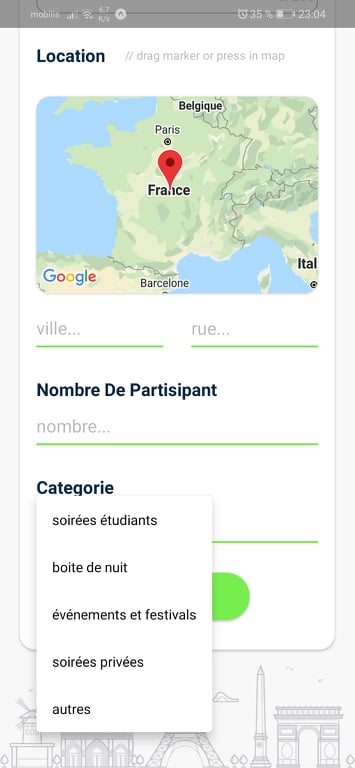 mobilis 6,7 K/s 35 % 23:04
Location // drag marker or press in map
Belgique
Paris
France
Ital
Barcelone
Google
ville... rue...
Nombre De Partisipant
nombre...
Categorie
soirées étudiants
boite de nuit
événements et festivals
soirées privées
autres